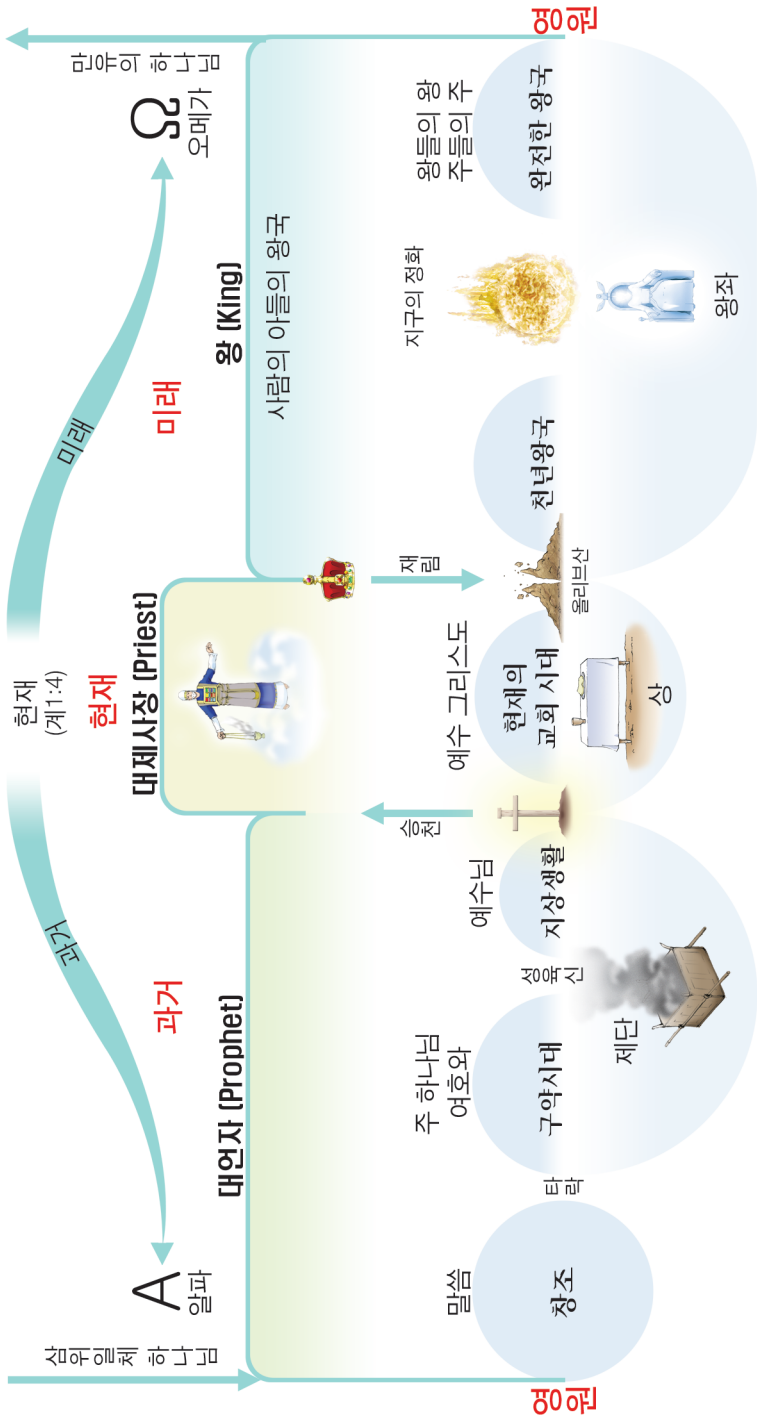 현재
(계1:4)
과거
미래
과거
현재
미래
A
알파
Ω
오메가
삼위일체 하나님
만유의 하나님
대언자 (Prophet)
대제사장 (Priest)
왕 (King)
사람의 아들의 왕국
승천
재림
말씀
창조
타락
주 하나님
여호와
구약시대
제단
성육신
예수님
지상생활
예수 그리스도
현재의
교회 시대
상
올리브산
천년왕국
지구의 정화
왕좌
왕들의 왕
주들의 주
완전한 왕국
영원
영원